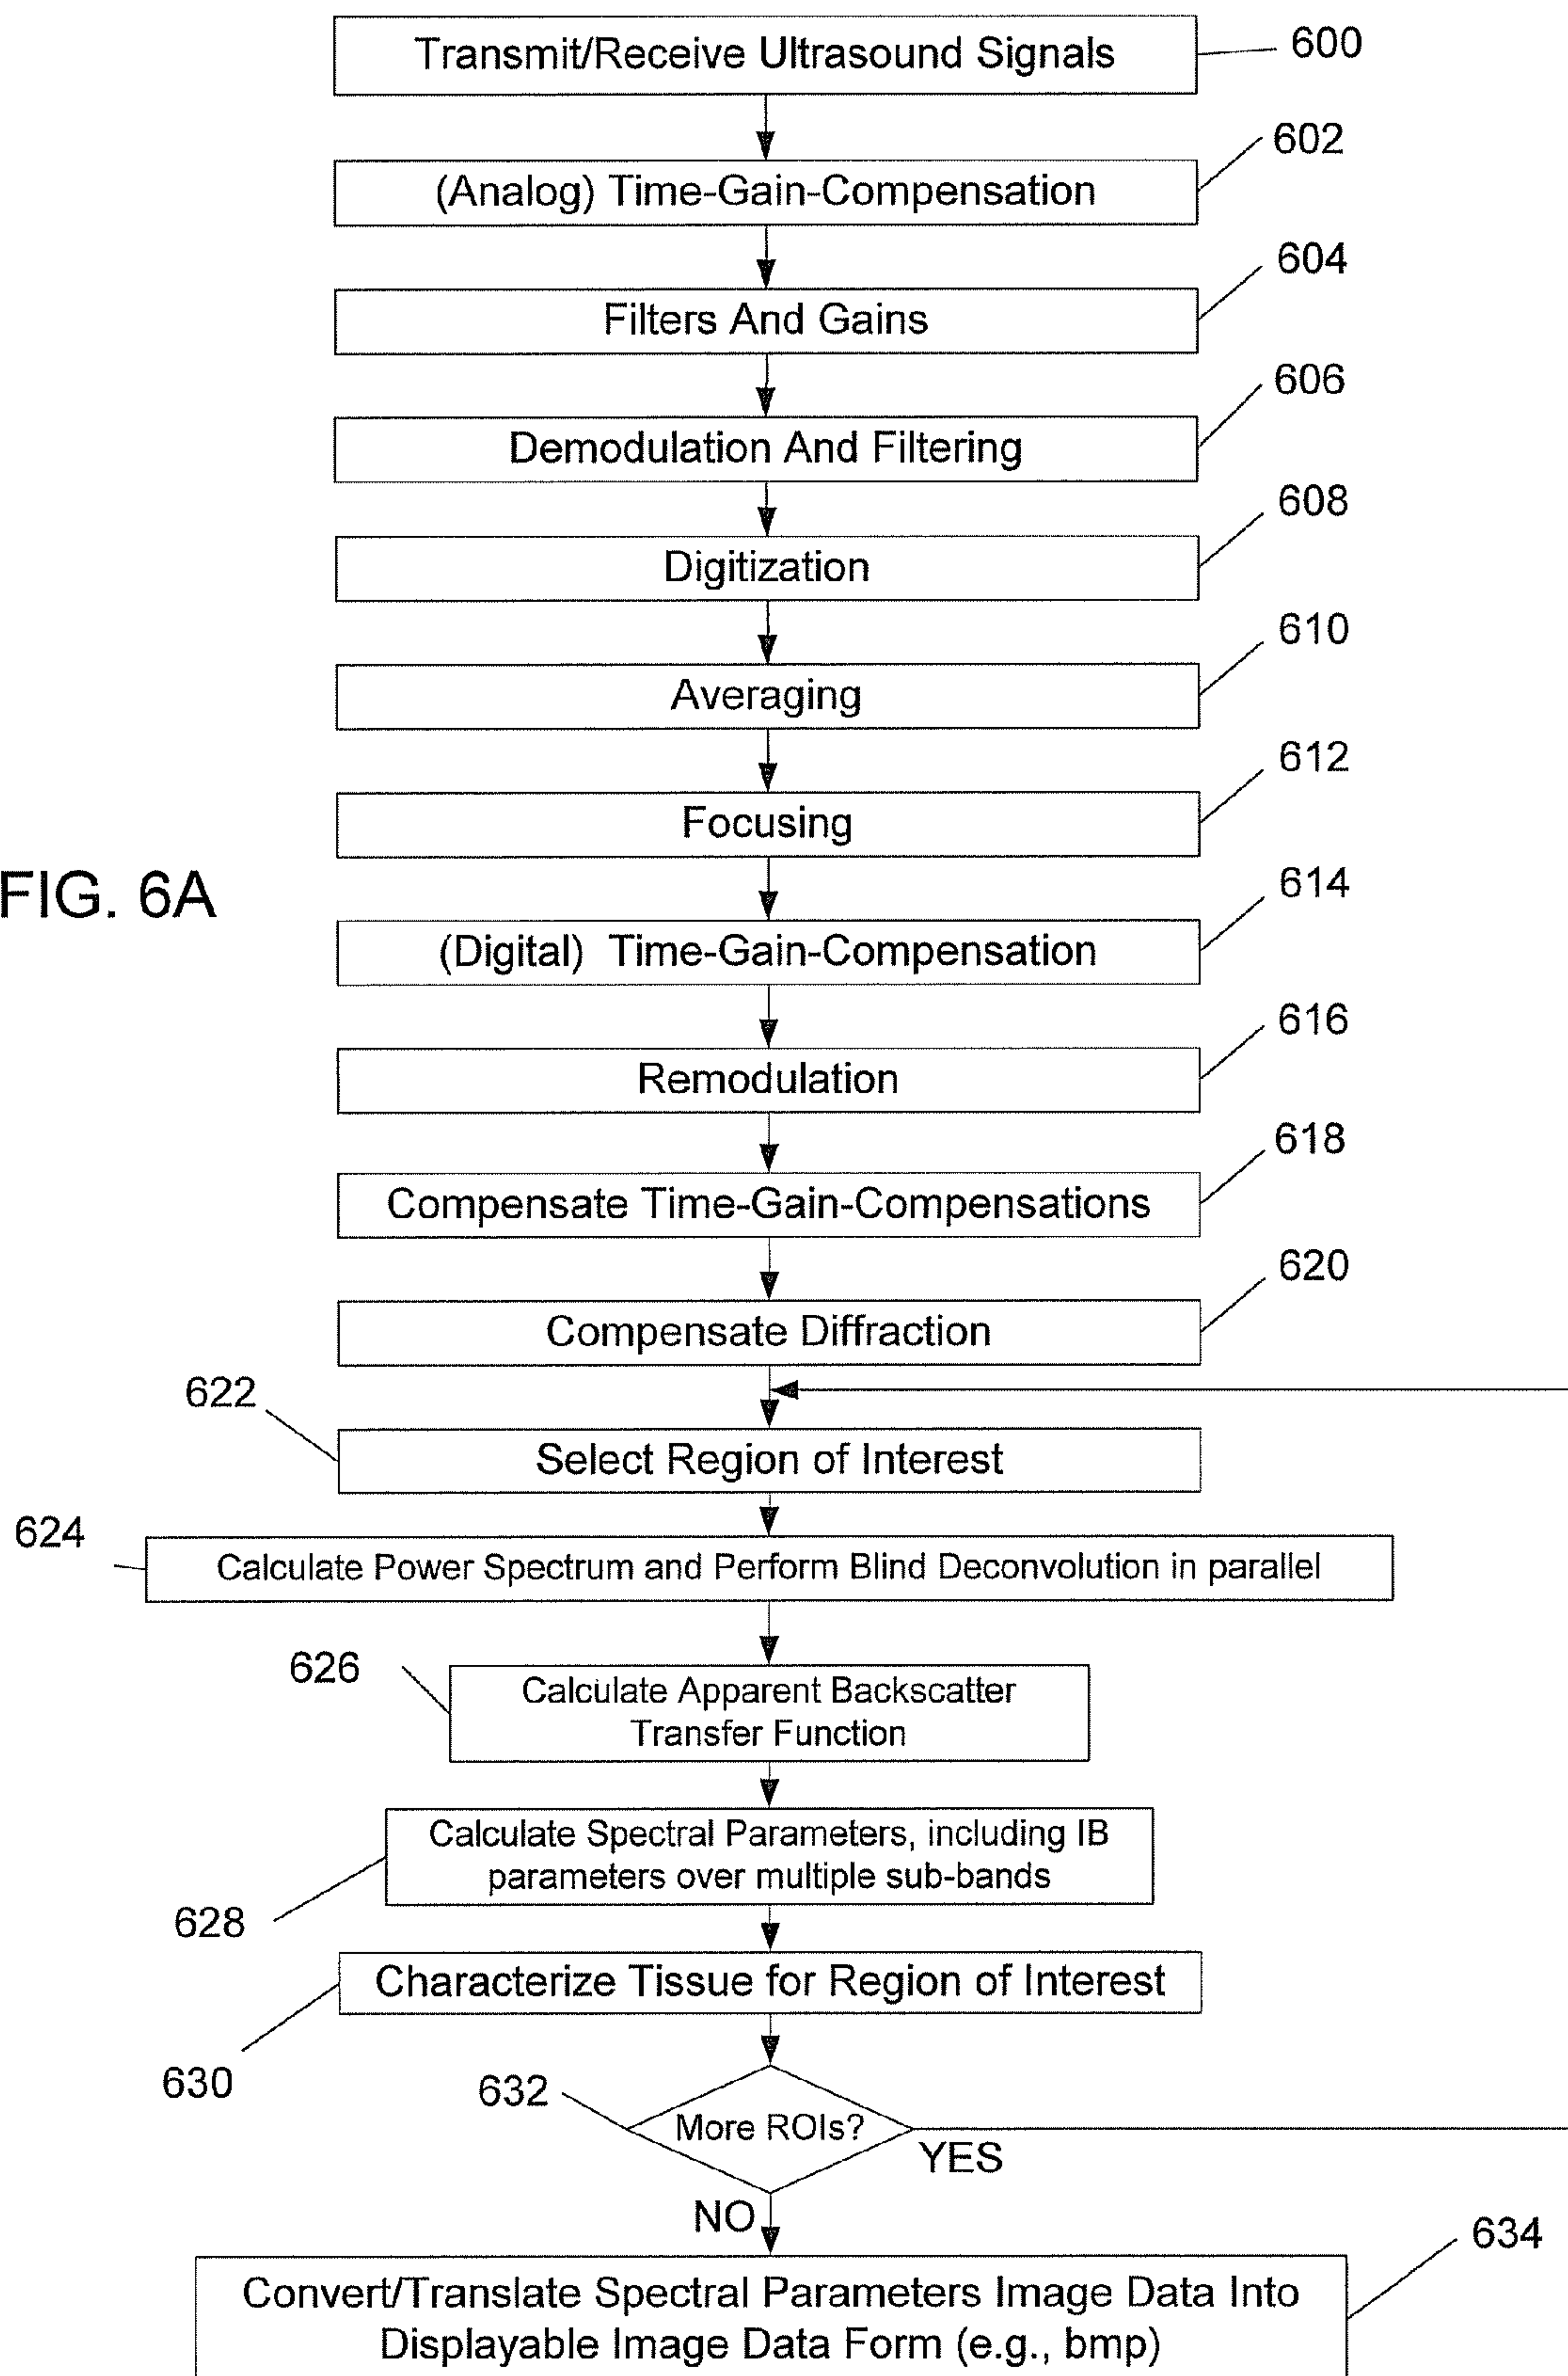 Transmit/Receive Ultrasound Signals
600
602
(Analog) Time-Gain-Compensation
604
Filters And Gains
606
Demodulation And Filtering
608
Digitization
610
Averaging
612
Focusing
FIG. 6A
614
(Digital) Time-Gain-Compensation
616
Remodulation
618
Compensate Time-Gain-Compensations
620
Compensate Diffraction
622
Select Region of Interest
624
Calculate Power Spectrum and Perform Blind Deconvolution in parallel
626
Calculate Apparent Backscatter
Transfer Function
Calculate Spectral Parameters, including IB
parameters over multiple sub-bands
628
Characterize Tissue for Region of Interest
630
632
More ROIs?
YES
NO
634
Convert/Translate Spectral Parameters Image Data Into
Displayable Image Data Form (e.g., bmp)